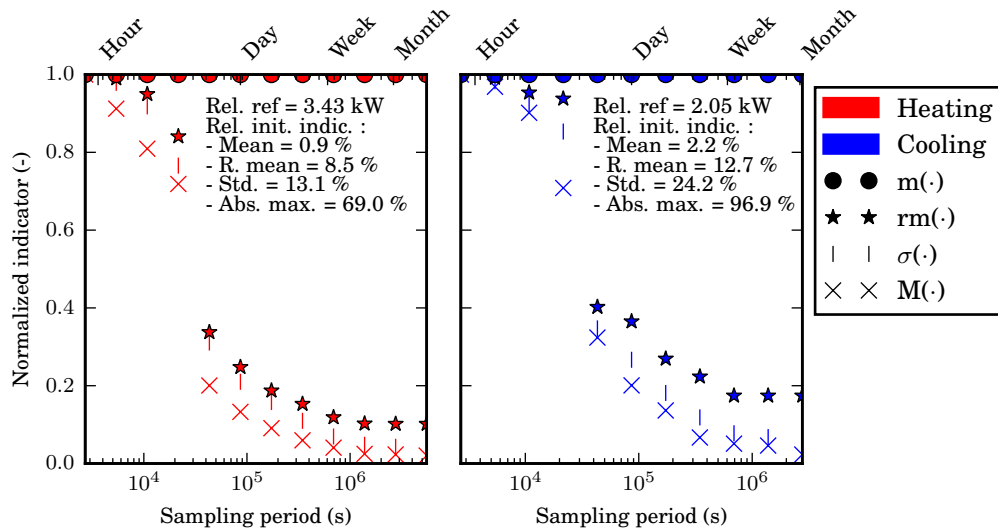 Hour
Day
Week
Month
Hour
Day
Week
Month
Normalized indicator (-)
1.0
0.8
0.6
0.4
0.2
0.0
Rel. ref = 3.43 kW
Rel. init. indic. :
- Mean = 0.9 %
- R. mean = 8.5 %
- Std. = 13.1 %
- Abs. max. = 69.0 %
10^4
10^5
10^6
Sampling period (s)
Rel. ref = 2.05 kW
Rel. init. indic. :
- Mean = 2.2 %
- R. mean = 12.7 %
- Std. = 24.2 %
- Abs. max. = 96.9 %
10^4
10^5
10^6
Sampling period (s)
Heating
Cooling
m(·)
rm(·)
σ(·)
M(·)